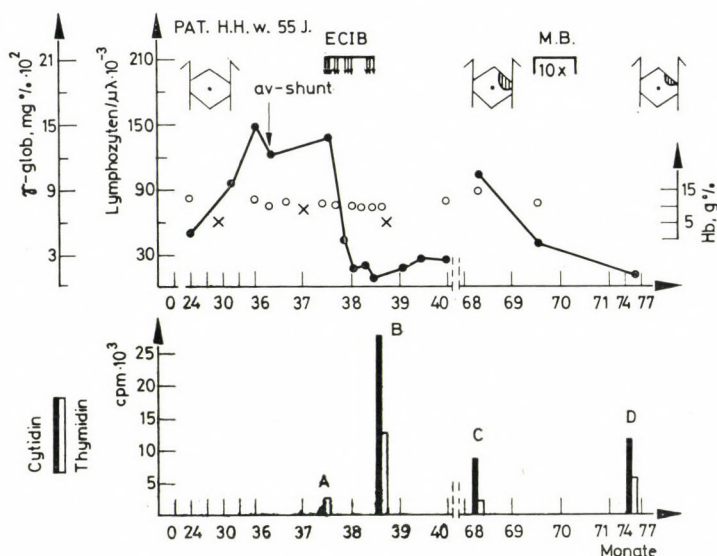 PAT. H.H. w. 55 J.
ECIB
M.B.
10x
av-shunt
γ-glob, mg %·10²
21
15
9
3
Lymphozyten/μλ·10⁻³
210
150
90
30
Hb, g°%
15
10
5
0 24 30 36 37 38 39 40 68 69 70 71 74 77
cpm·10³
25
20
15
10
5
A
B
C
D
Cytidin
Thymidin
0 24 30 36 37 38 39 40 68 69 70 71 74 77
Monate